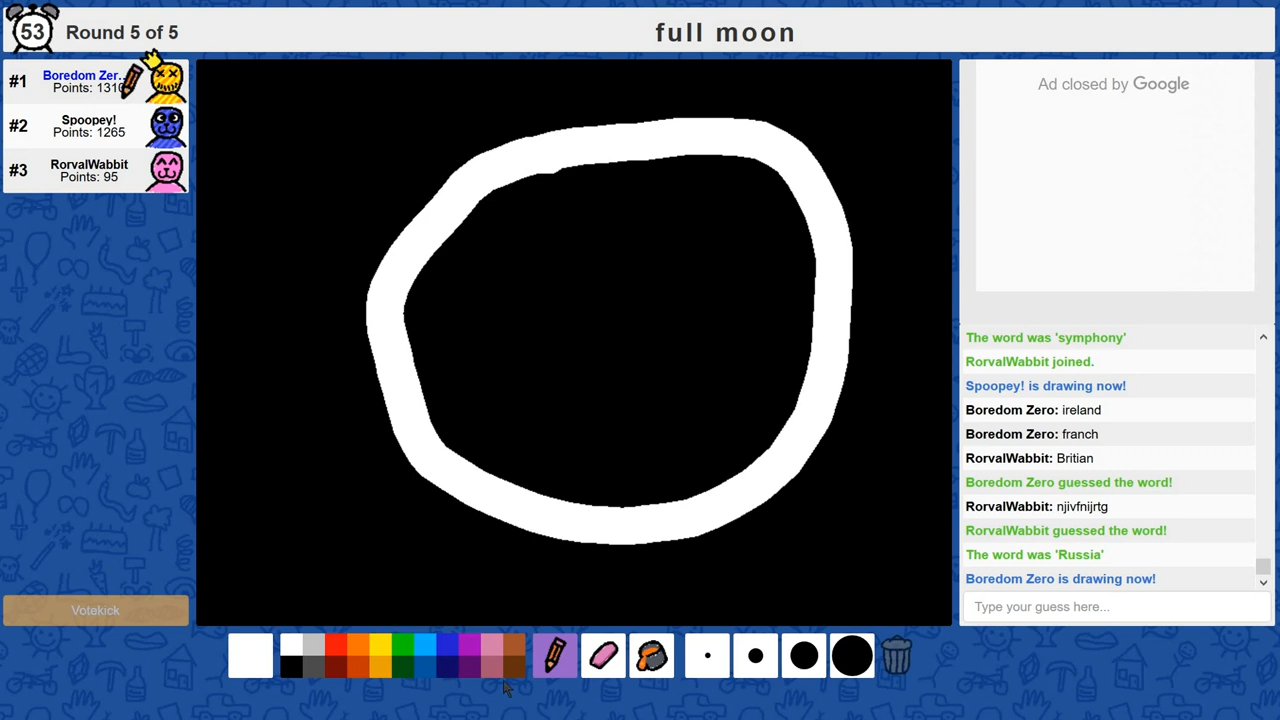 53
Round 5 of 5
full moon
#1
Boredom Zer...
Points: 1310
#2
Spoopey!
Points: 1265
#3
RorvalWabbit
Points: 95
Votekick
Ad closed by Google
The word was 'symphony'
RorvalWabbit joined.
Spoopey! is drawing now!
Boredom Zero: ireland
Boredom Zero: franch
RorvalWabbit: Britian
Boredom Zero guessed the word!
RorvalWabbit: njivfnijrtg
RorvalWabbit guessed the word!
The word was 'Russia'
Boredom Zero is drawing now!
Type your guess here...